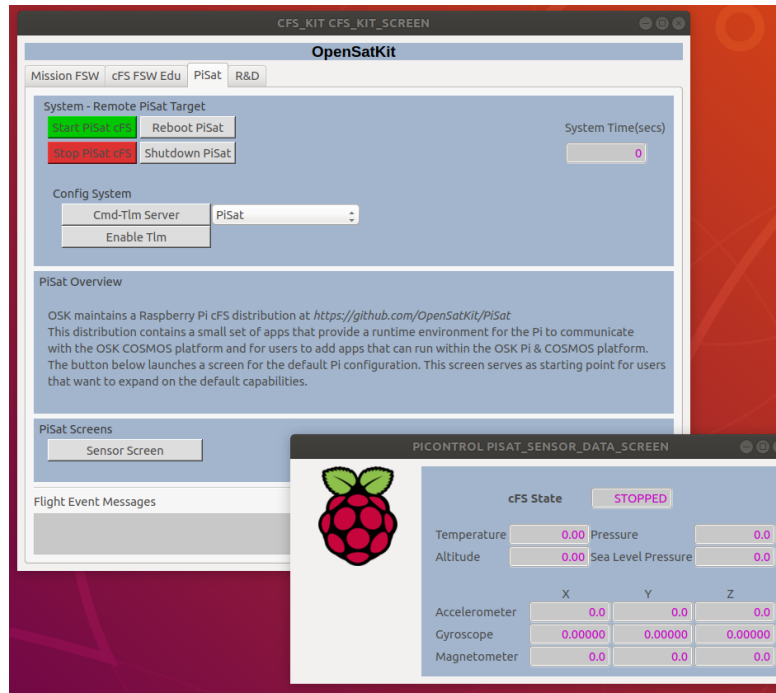 CFS_KIT CFS_KIT_SCREEN
OpenSatKit
Mission FSW cFS FSW Edu PiSat R&D
System - Remote PiSat Target
Start PiSat cFS Reboot PiSat System Time(secs)
Stop PiSat cFS Shutdown PiSat 0
Config System
Cmd-Tlm Server PiSat
Enable Tlm
PiSat Overview
OSK maintains a Raspberry Pi cFS distribution at https://github.com/OpenSatKit/PiSat
This distribution contains a small set of apps that provide a runtime environment for the Pi to communicate
with the OSK COSMOS platform and for users to add apps that can run within the OSK Pi & COSMOS platform.
The button below launches a screen for the default Pi configuration. This screen serves as starting point for users
that want to expand on the default capabilities.
PiSat Screens
Sensor Screen
Flight Event Messages
PICONTROL PISAT_SENSOR_DATA_SCREEN
cFS State STOPPED
Temperature 0.00 Pressure 0.0
Altitude 0.00 Sea Level Pressure 0.0
X Y Z
Accelerometer 0.0 0.0 0.0
Gyroscope 0.00000 0.00000 0.00000
Magnetometer 0.0 0.0 0.0